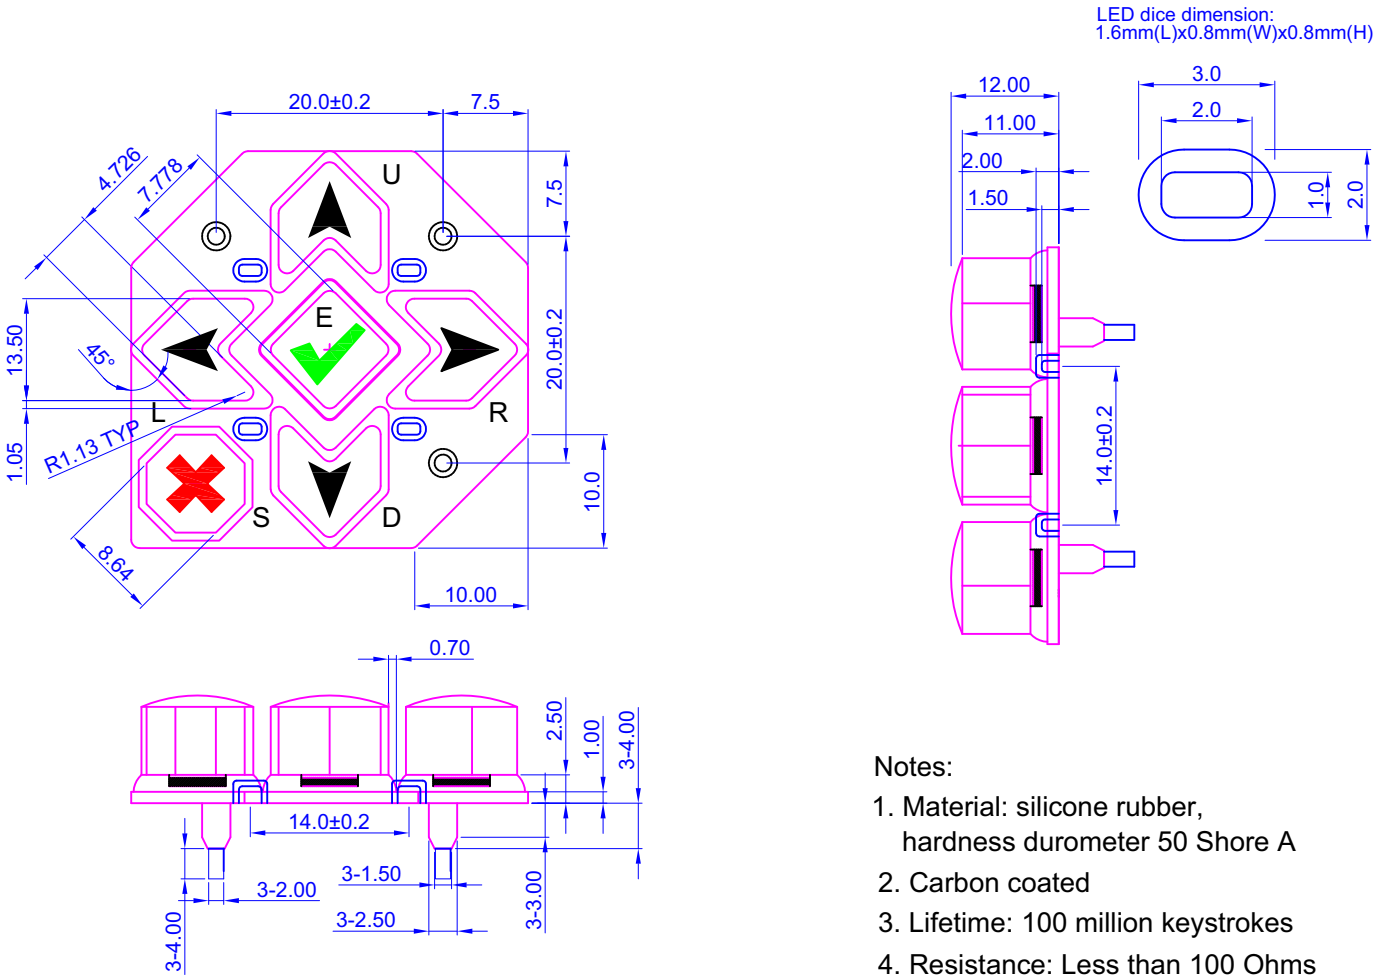 LED dice dimension:
1.6mm(L)x0.8mm(W)x0.8mm(H)
20.0±0.2
7.5
4.726
7.778
U
7.5
E
13.50
45°
20.0±0.2
L
R
1.05
R1.13 TYP
S
D
10.0
8.64
10.00
12.00
11.00
2.00
1.50
3.0
2.0
1.0
2.0
14.0±0.2
0.70
2.50
1.00
3-4.00
14.0±0.2
3-1.50
3-2.00
3-2.50
3-3.00
3-4.00
Notes:
1. Material: silicone rubber,
hardness durometer 50 Shore A
2. Carbon coated
3. Lifetime: 100 million keystrokes
4. Resistance: Less than 100 Ohms